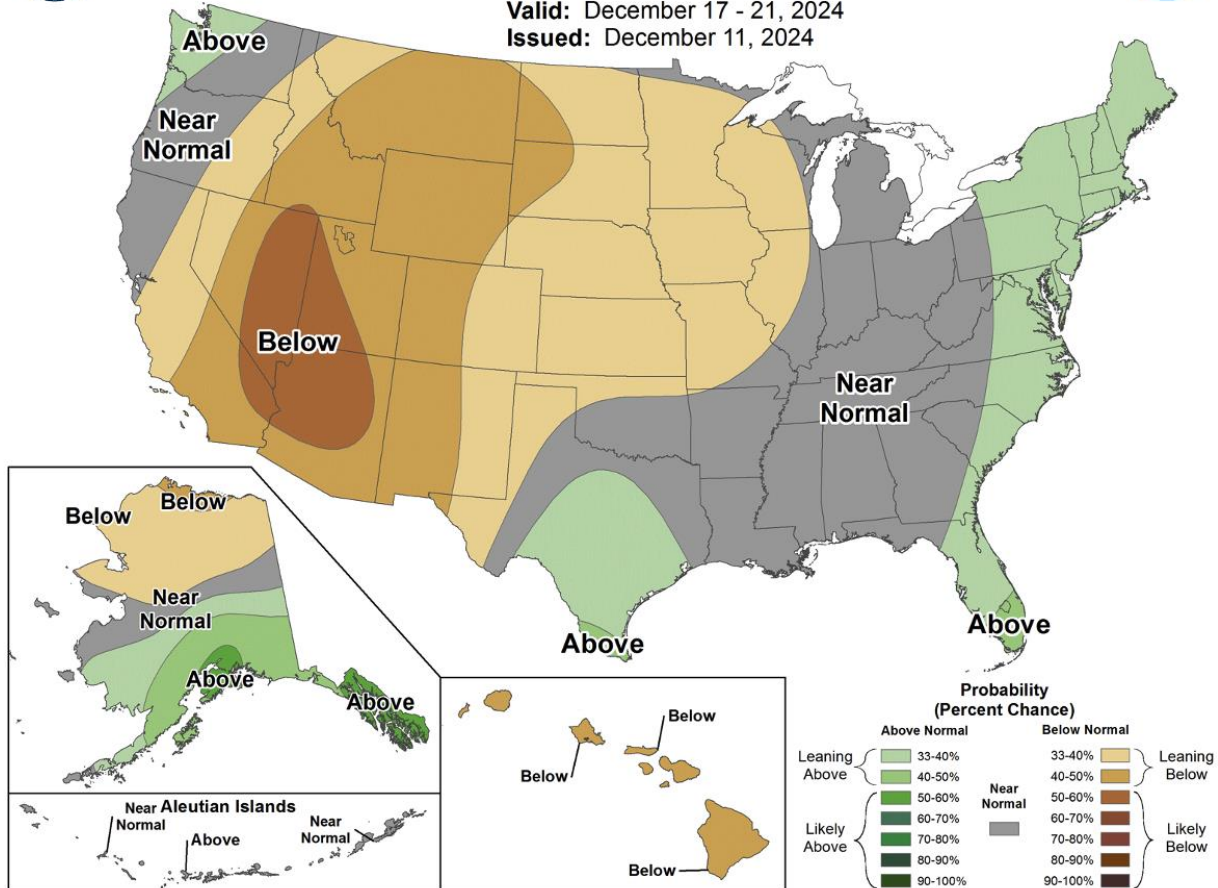 Valid: December 17 - 21, 2024
Issued: December 11, 2024
Above
Near
Normal
Below
Near
Normal
Above
Above
Below
Below
Near
Normal
Above
Above
Near
Normal
Aleutian Islands
Above
Near
Normal
Below
Below
Below
Probability
(Percent Chance)
Above Normal
Below Normal
Leaning
Above
33-40%
40-50%
Likely
Above
50-60%
60-70%
70-80%
80-90%
90-100%
Near
Normal
33-40%
40-50%
Leaning
Below
50-60%
60-70%
70-80%
80-90%
90-100%
Likely
Below